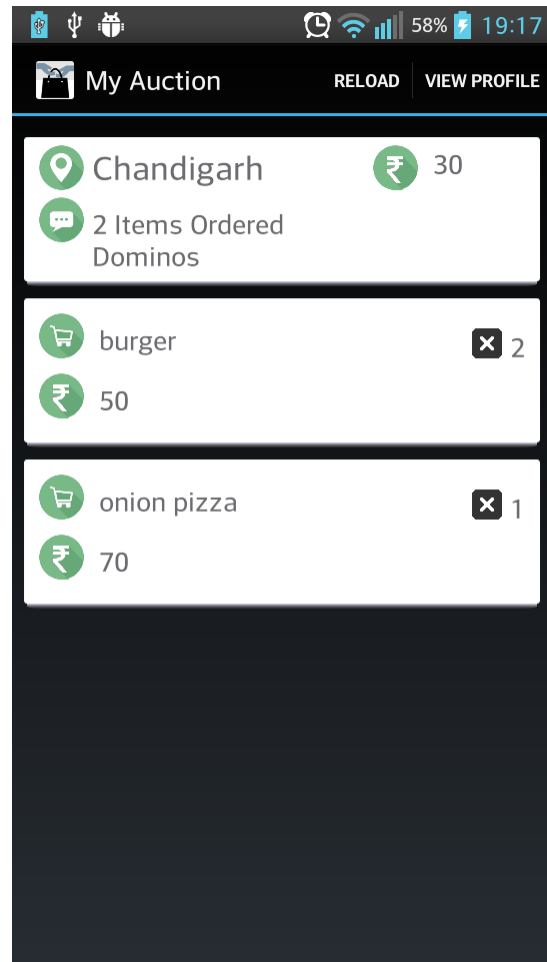 58% 19:17
My Auction RELOAD VIEW PROFILE
Chandigarh ₹ 30
2 Items Ordered
Dominos
burger 2
₹ 50
onion pizza 1
₹ 70